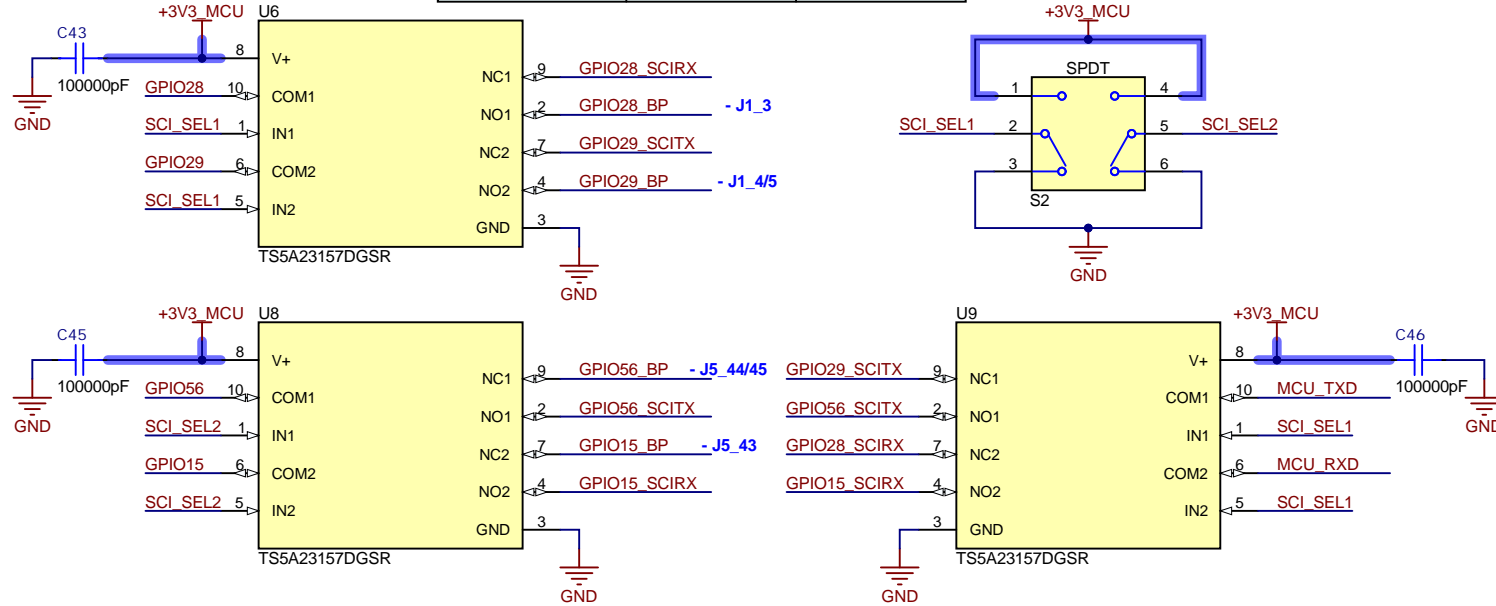 +3V3_MCU
U6
C43
100000pF
GND
8
V+
GPIO28
10
COM1
SCI_SEL1
1
IN1
GPIO29
6
COM2
SCI_SEL1
5
IN2
NC1
9
GPIO28_SCIRX
NO1
2
GPIO28_BP
- J1_3
NC2
7
GPIO29_SCITX
NO2
4
GPIO29_BP
- J1_4/5
GND
3
GND
TS5A23157DGSR
+3V3_MCU
SPDT
1
4
SCI_SEL1
2
5
SCI_SEL2
3
6
S2
GND
+3V3_MCU
U8
C45
100000pF
GND
8
V+
GPIO56
10
COM1
SCI_SEL2
1
IN1
GPIO15
6
COM2
SCI_SEL2
5
IN2
NC1
9
GPIO56_BP
- J5_44/45
NO1
2
GPIO56_SCITX
NC2
7
GPIO15_BP
- J5_43
NO2
4
GPIO15_SCIRX
GND
3
GND
TS5A23157DGSR
U9
+3V3_MCU
C46
100000pF
GND
V+
8
GPIO29_SCITX
9
NC1
COM1
10
MCU_TXD
GPIO56_SCITX
2
NO1
IN1
1
SCI_SEL1
GPIO28_SCIRX
7
NC2
COM2
6
MCU_RXD
GPIO15_SCIRX
4
NO2
IN2
5
SCI_SEL1
3
GND
GND
TS5A23157DGSR